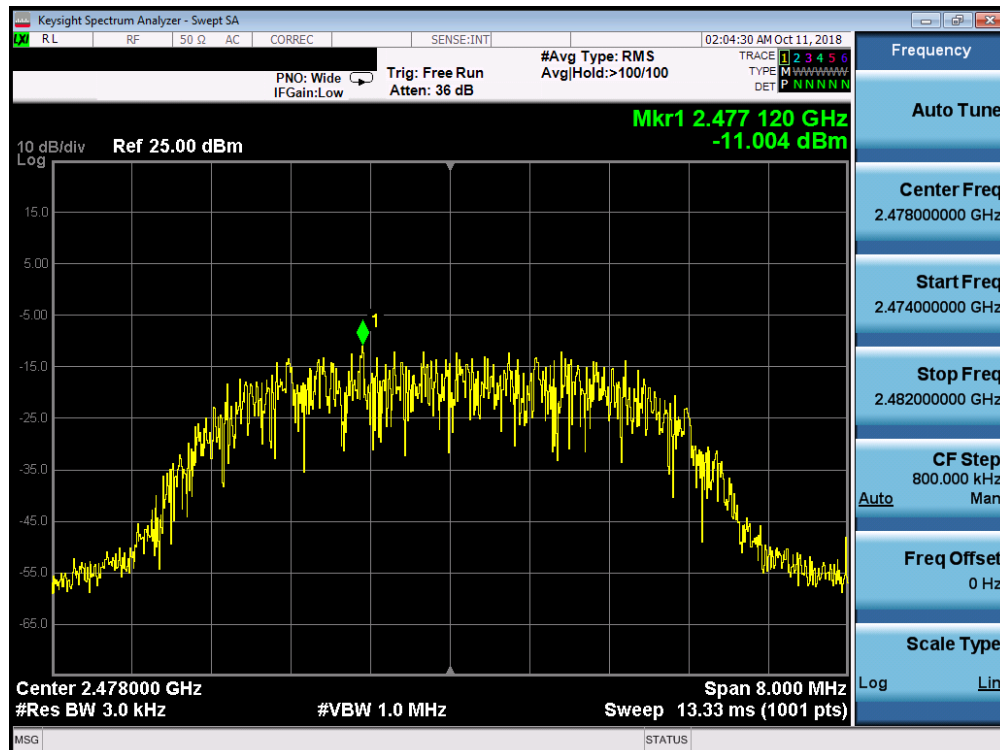 Keysight Spectrum Analyzer - Swept SA
LXI RL RF 50 Ω AC CORREC SENSE:INT 02:04:30 AM Oct 11, 2018
Frequency
PNO: Wide
IFGain:Low
Trig: Free Run
Atten: 36 dB
#Avg Type: RMS
Avg|Hold:>100/100
TRACE 1 2 3 4 5 6
TYPE M WWWWW
DET P N N N N N
Mkr1 2.477 120 GHz
-11.004 dBm
10 dB/div
Log
Ref 25.00 dBm
15.0
5.00
-5.00
-15.0
-25.0
-35.0
-45.0
-55.0
-65.0
1
Center 2.478000 GHz
Span 8.000 MHz
#Res BW 3.0 kHz
#VBW 1.0 MHz
Sweep 13.33 ms (1001 pts)
MSG
STATUS
Auto Tune
Center Freq
2.478000000 GHz
Start Freq
2.474000000 GHz
Stop Freq
2.482000000 GHz
CF Step
800.000 kHz
Auto Man
Freq Offset
0 Hz
Scale Type
Log Lin